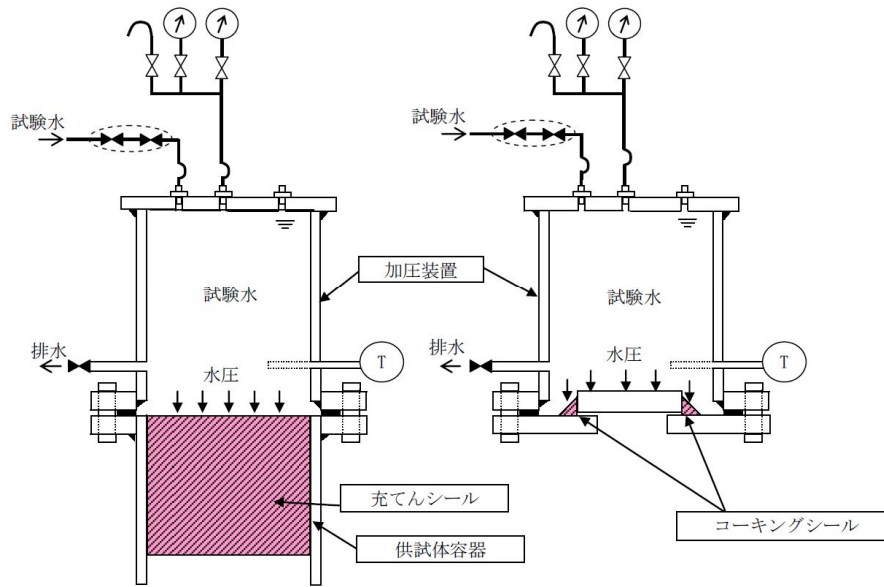 試験水
試験水
加圧装置
試験水
試験水
排水
T
水圧
排水
T
水圧
充てんシール
供試体容器
コーキングシール